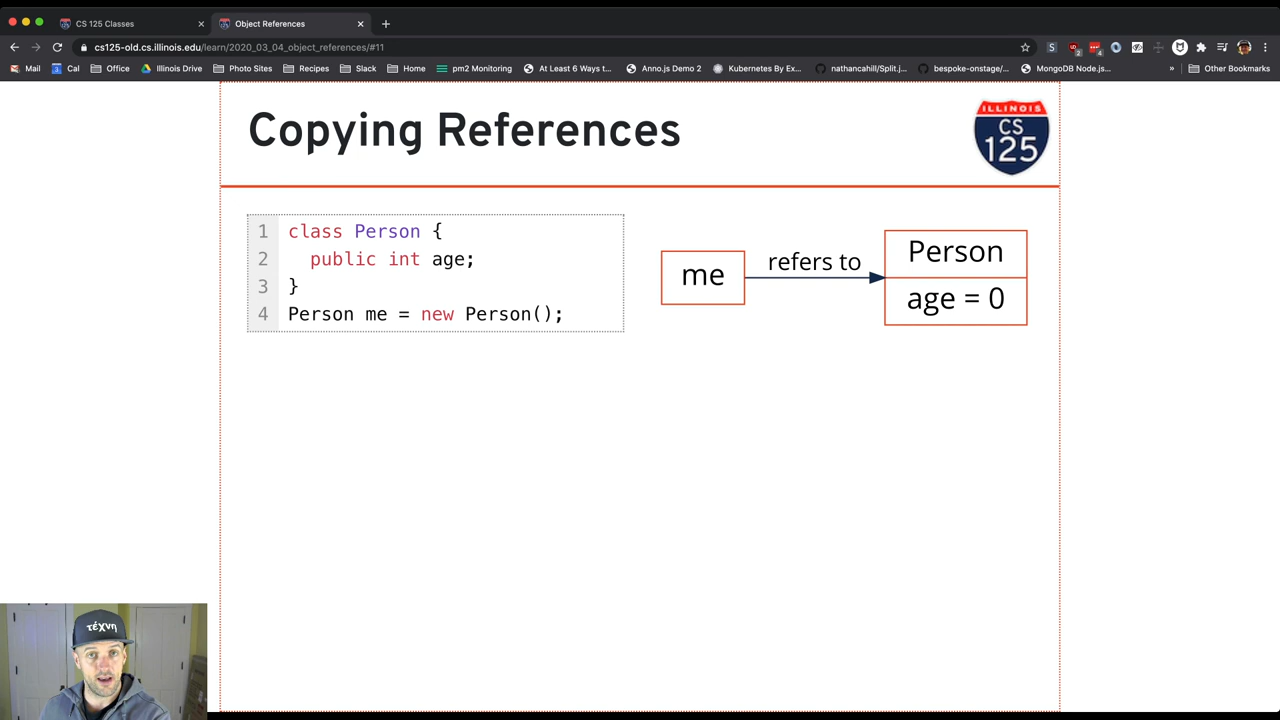 CS 125 Classes
Object References
cs125-old.cs.illinois.edu/learn/2020_03_04_object_references/#11
Mail
Cal
Office
Illinois Drive
Photo Sites
Recipes
Slack
Home
pm2 Monitoring
At Least 6 Ways t...
Anno.js Demo 2
Kubernetes By Ex...
nathancahill/Split.j...
bespoke-onstage/...
MongoDB Node.js...
»
Other Bookmarks
Copying References
ILLINOIS
CS
125
1 class Person {
2 public int age;
3 }
4 Person me = new Person();
me
refers to
Person
age = 0
τέχνη